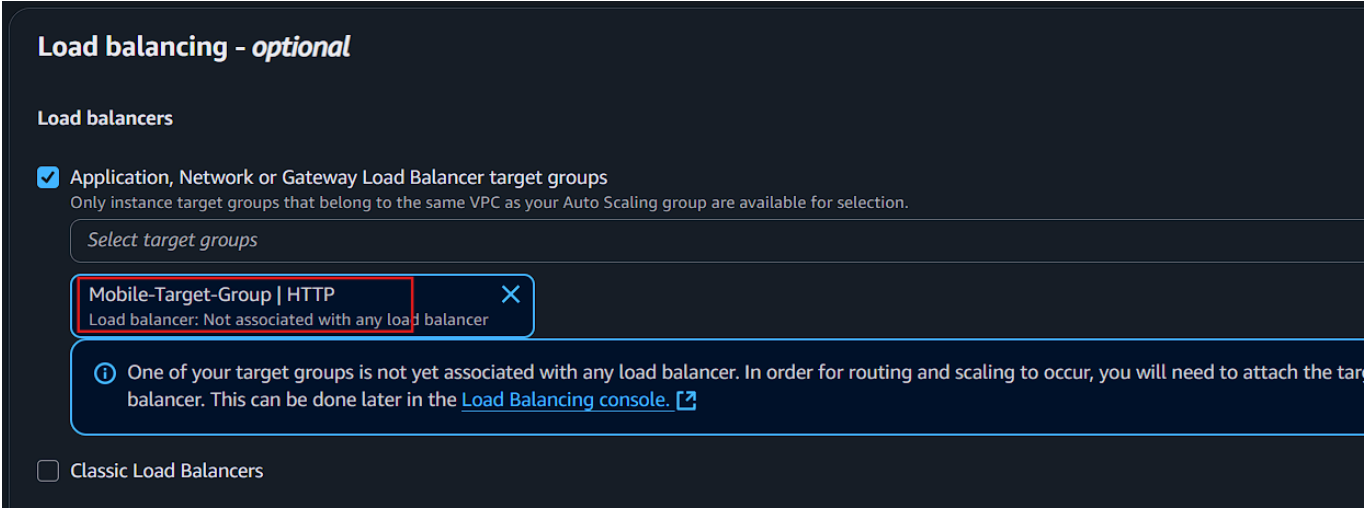 Load balancing - optional
Load balancers
Application, Network or Gateway Load Balancer target groups
Only instance target groups that belong to the same VPC as your Auto Scaling group are available for selection.
Select target groups
Mobile-Target-Group | HTTP
Load balancer: Not associated with any load balancer
One of your target groups is not yet associated with any load balancer. In order for routing and scaling to occur, you will need to attach the
balancer. This can be done later in the Load Balancing console.
Classic Load Balancers